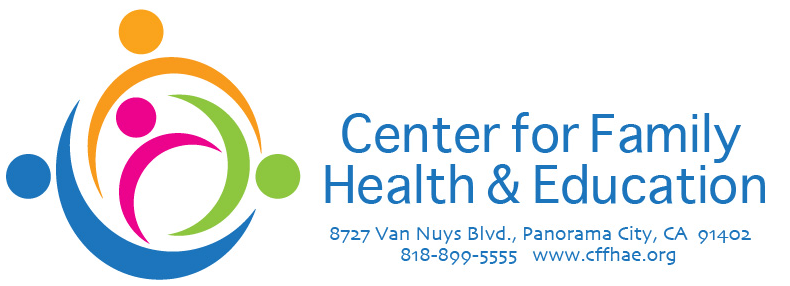 Center for Family
Health & Education
8727 Van Nuys Blvd., Panorama City, CA 91402
818-899-5555 www.cffhae.org